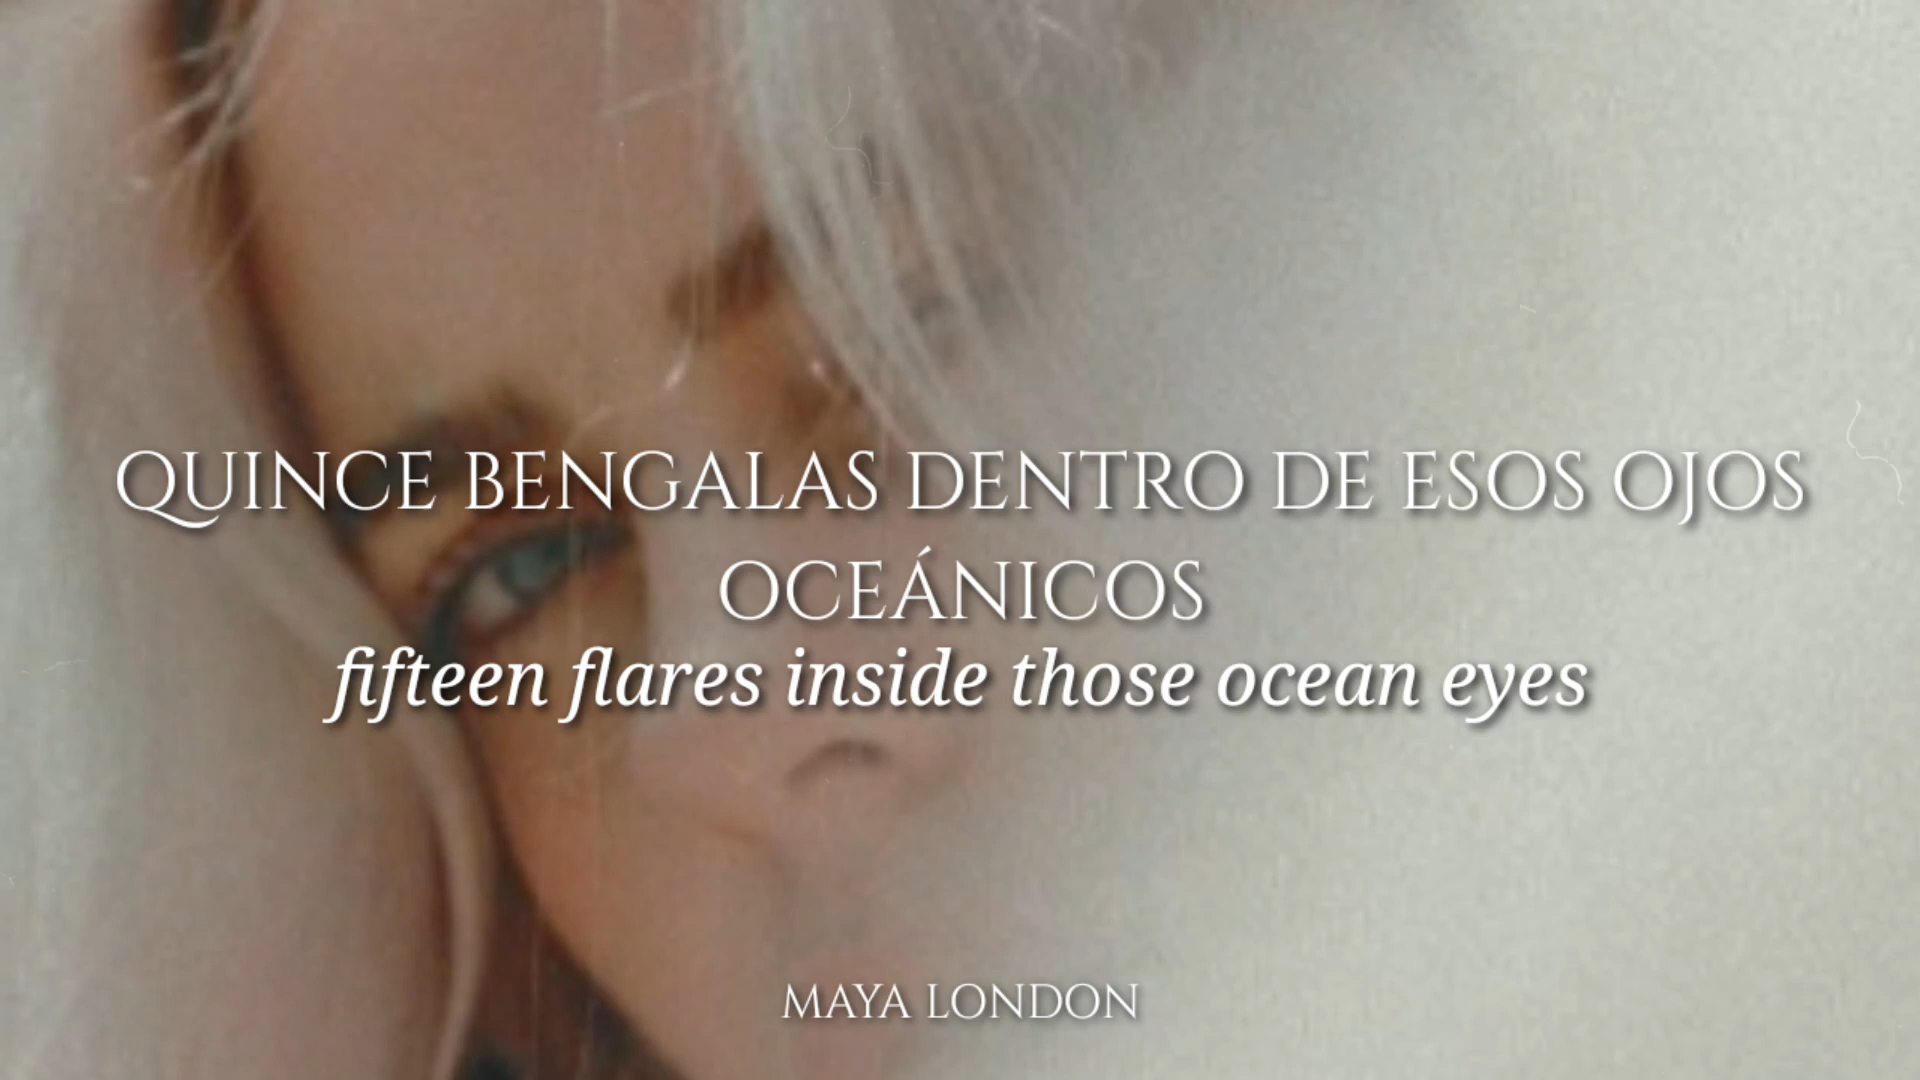 QUINCE BENGALAS DENTRO DE ESOS OJOS
OCEÁNICOS
fifteen flares inside those ocean eyes
MAYA LONDON